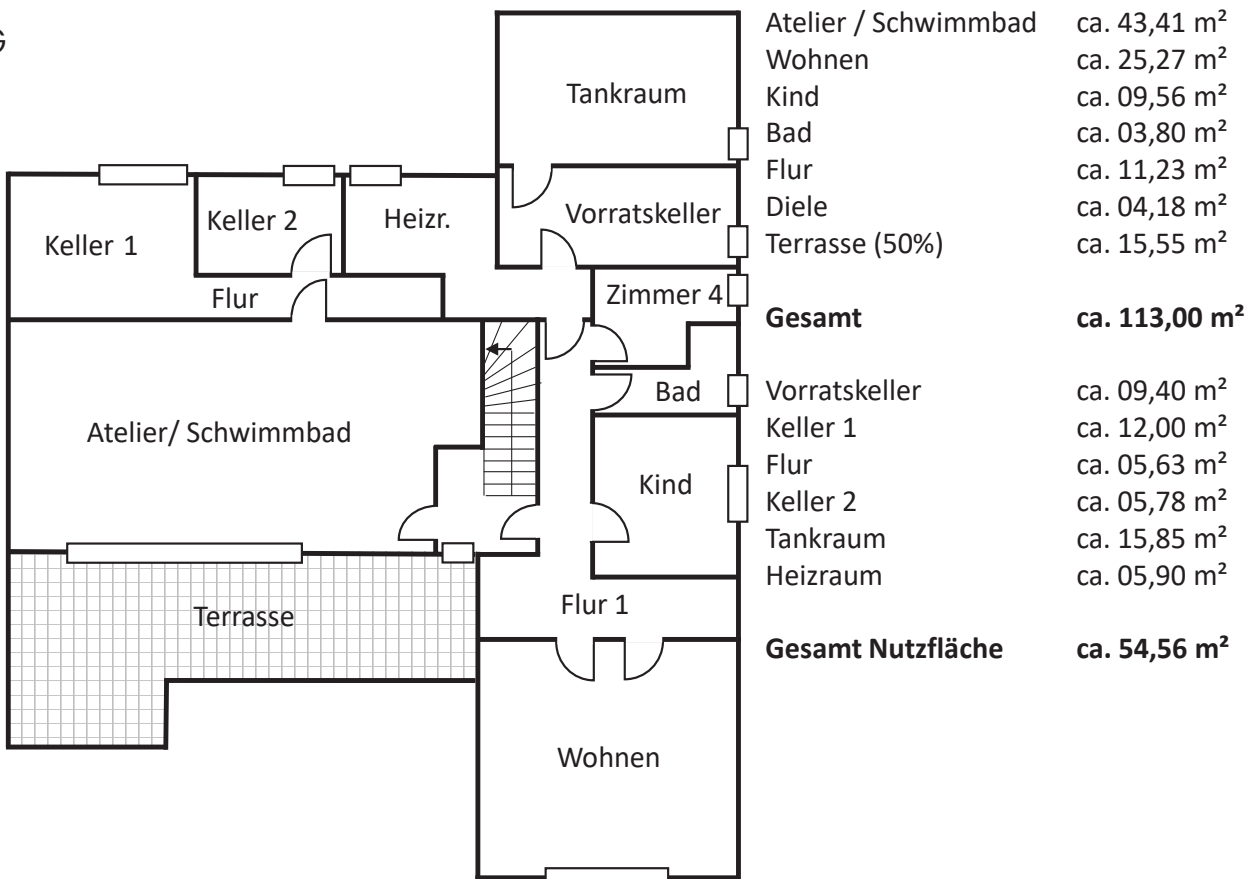 G
Tankraum
Vorratskeller
Keller 1
Keller 2
Heizr.
Flur
Zimmer 4
Bad
Atelier/ Schwimmbad
Kind
Terrasse
Flur 1
Wohnen
Atelier / Schwimmbad ca. 43,41 m²
Wohnen ca. 25,27 m²
Kind ca. 09,56 m²
Bad ca. 03,80 m²
Flur ca. 11,23 m²
Diele ca. 04,18 m²
Terrasse (50%) ca. 15,55 m²
Gesamt ca. 113,00 m²
Vorratskeller ca. 09,40 m²
Keller 1 ca. 12,00 m²
Flur ca. 05,63 m²
Keller 2 ca. 05,78 m²
Tankraum ca. 15,85 m²
Heizraum ca. 05,90 m²
Gesamt Nutzfläche ca. 54,56 m²